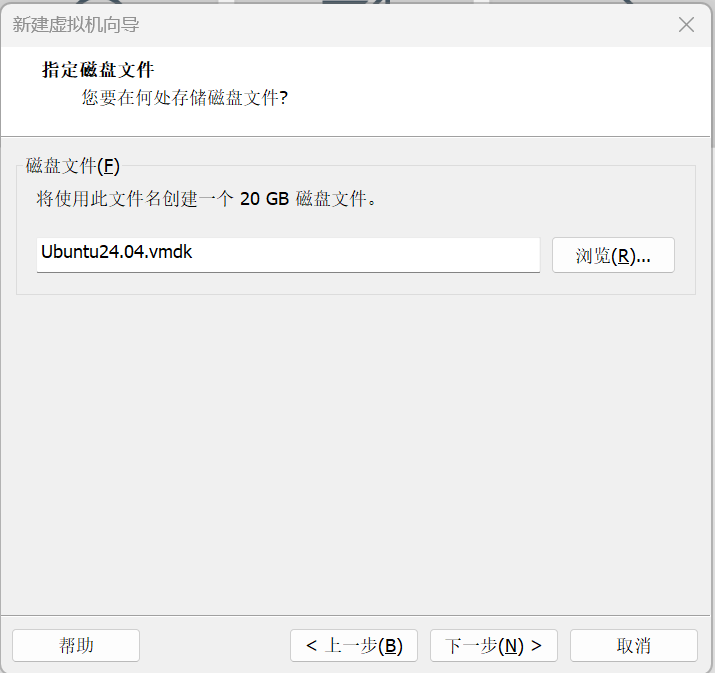 新建虚拟机向导
指定磁盘文件
您要在何处存储磁盘文件?
磁盘文件(F)
将使用此文件名创建一个 20 GB 磁盘文件。
Ubuntu24.04.vmdk
浏览(R)...
帮助
< 上一步(B)
下一步(N) >
取消